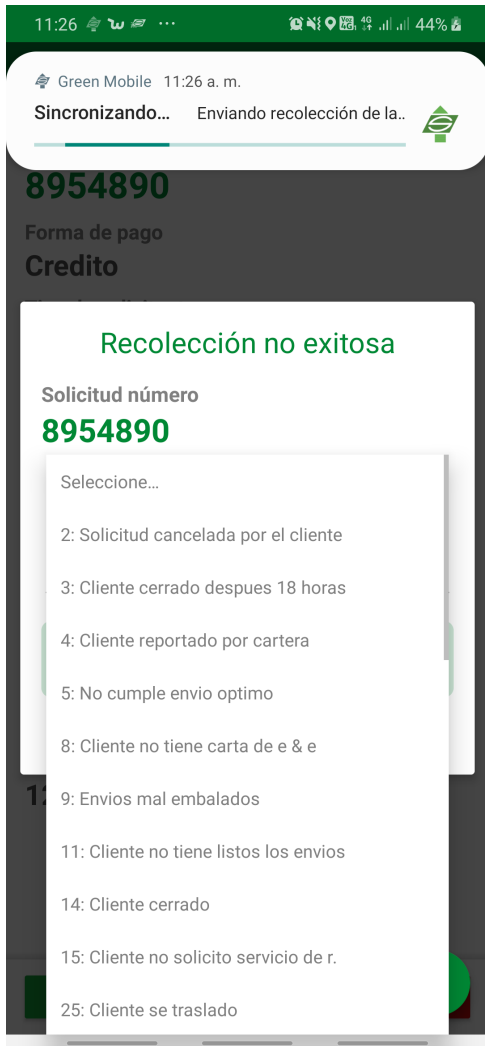 11:26 ... 44%
Green Mobile 11:26 a. m.
Sincronizando... Enviando recolección de la..
8954890
Forma de pago
Credito
Recolección no exitosa
Solicitud número
8954890
Seleccione...
2: Solicitud cancelada por el cliente
3: Cliente cerrado despues 18 horas
4: Cliente reportado por cartera
5: No cumple envio optimo
8: Cliente no tiene carta de e & e
9: Envios mal embalados
11: Cliente no tiene listos los envios
14: Cliente cerrado
15: Cliente no solicito servicio de r.
25: Cliente se traslado